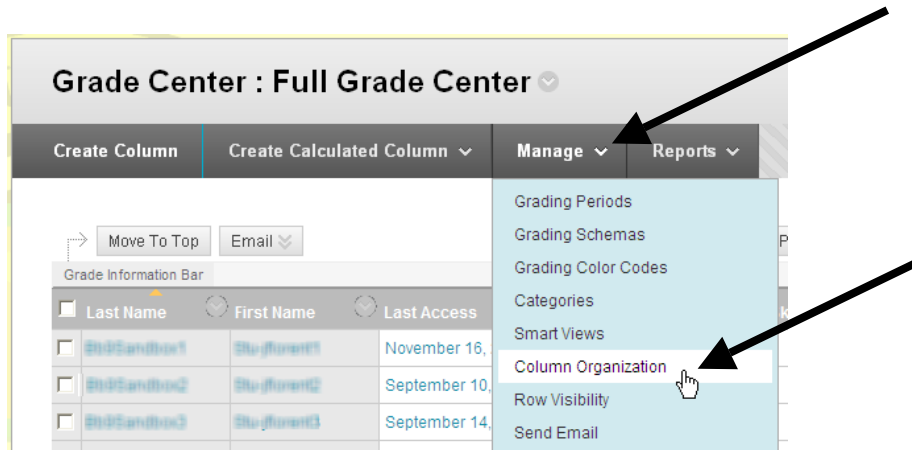 Grade Center : Full Grade Center
Create Column Create Calculated Column Manage Reports
Grading Periods
Grading Schemas
Grading Color Codes
Categories
Smart Views
Column Organization
Row Visibility
Send Email
Move To Top Email P
Grade Information Bar
Last Name First Name Last Access
November 16,
September 10,
September 14,